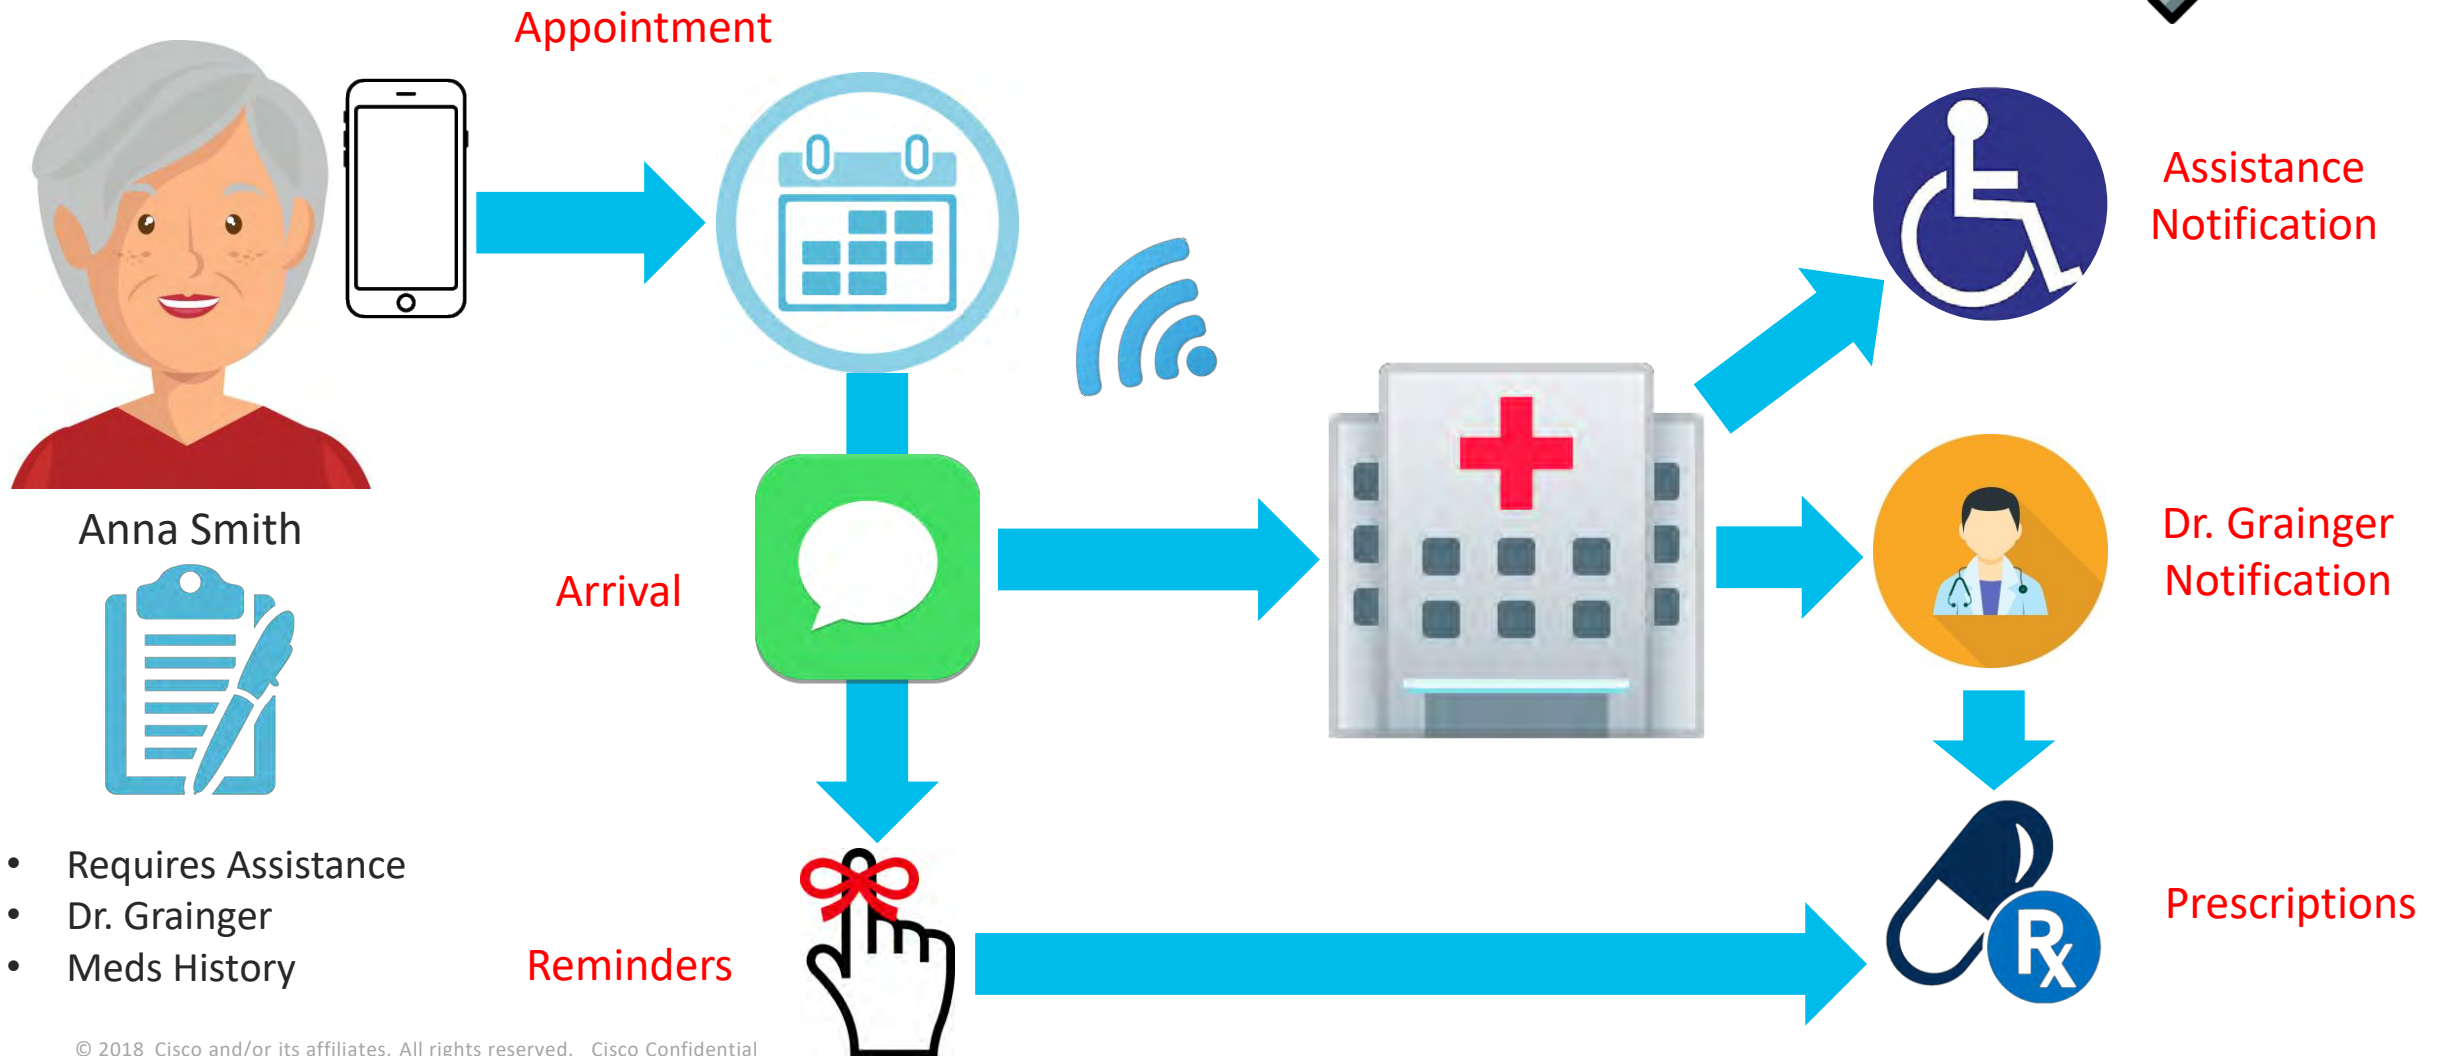 Appointment
Assistance
Notification
Anna Smith
Arrival
Dr. Grainger
Notification
• Requires Assistance
• Dr. Grainger
• Meds History
Reminders
Prescriptions
Rx
© 2018 Cisco and/or its affiliates. All rights reserved. Cisco Confidential